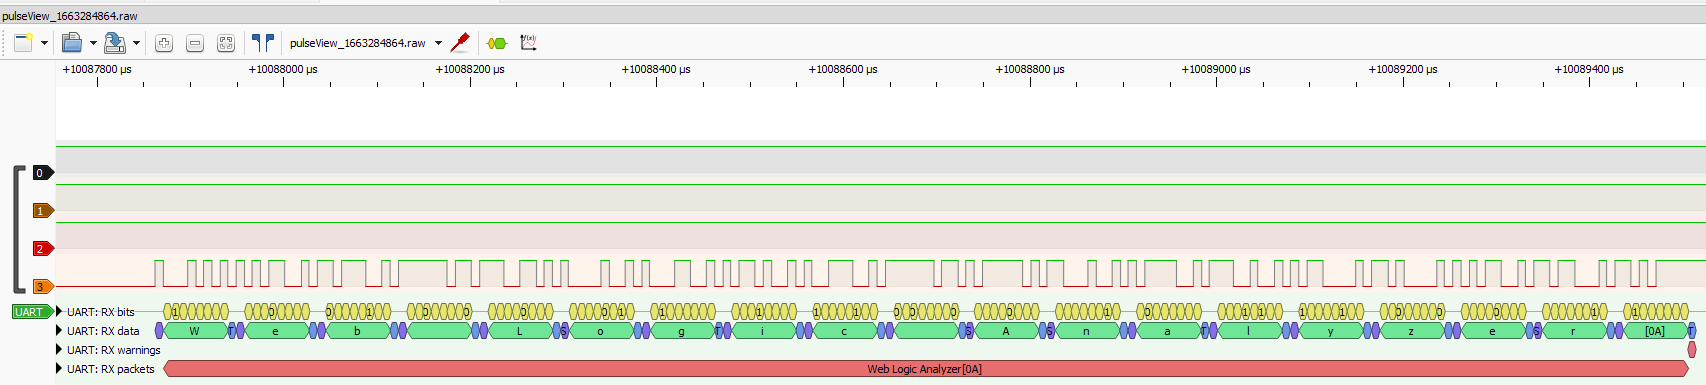 pulseView_1663284864.raw
pulseView_1663284864.raw
+10087800 µs +10088000 µs +10088200 µs +10088400 µs +10088600 µs +10088800 µs +10089000 µs +10089200 µs +10089400 µs
0
1
2
3
UART UART: RX bits
UART: RX data W T e b L S o g T i c S A S n a T l y z e S r [0A] T
UART: RX warnings
UART: RX packets Web Logic Analyzer[0A]